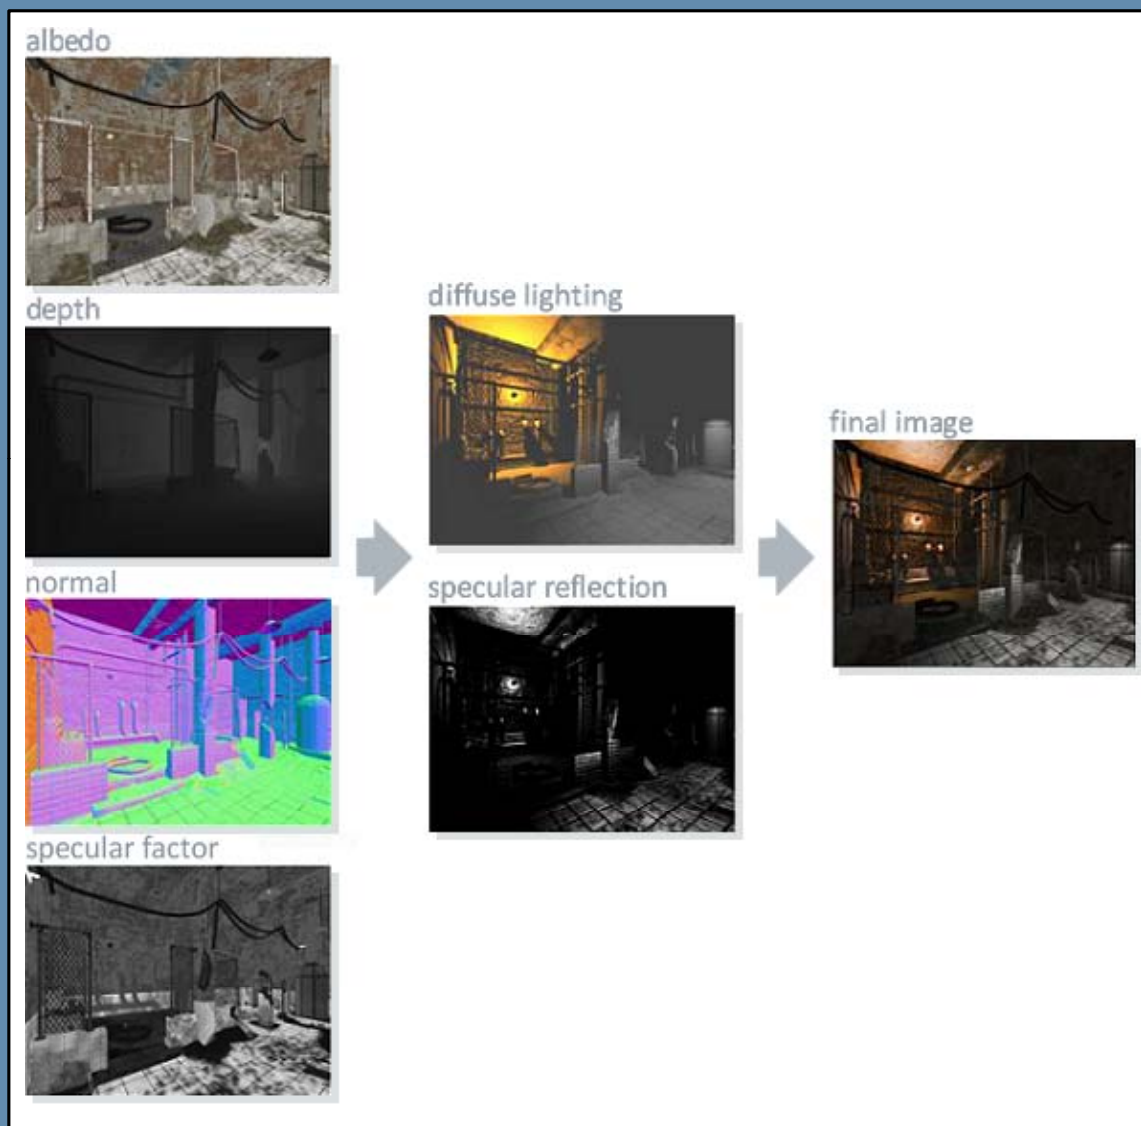 albedo
depth
normal
specular factor
diffuse lighting
specular reflection
final image